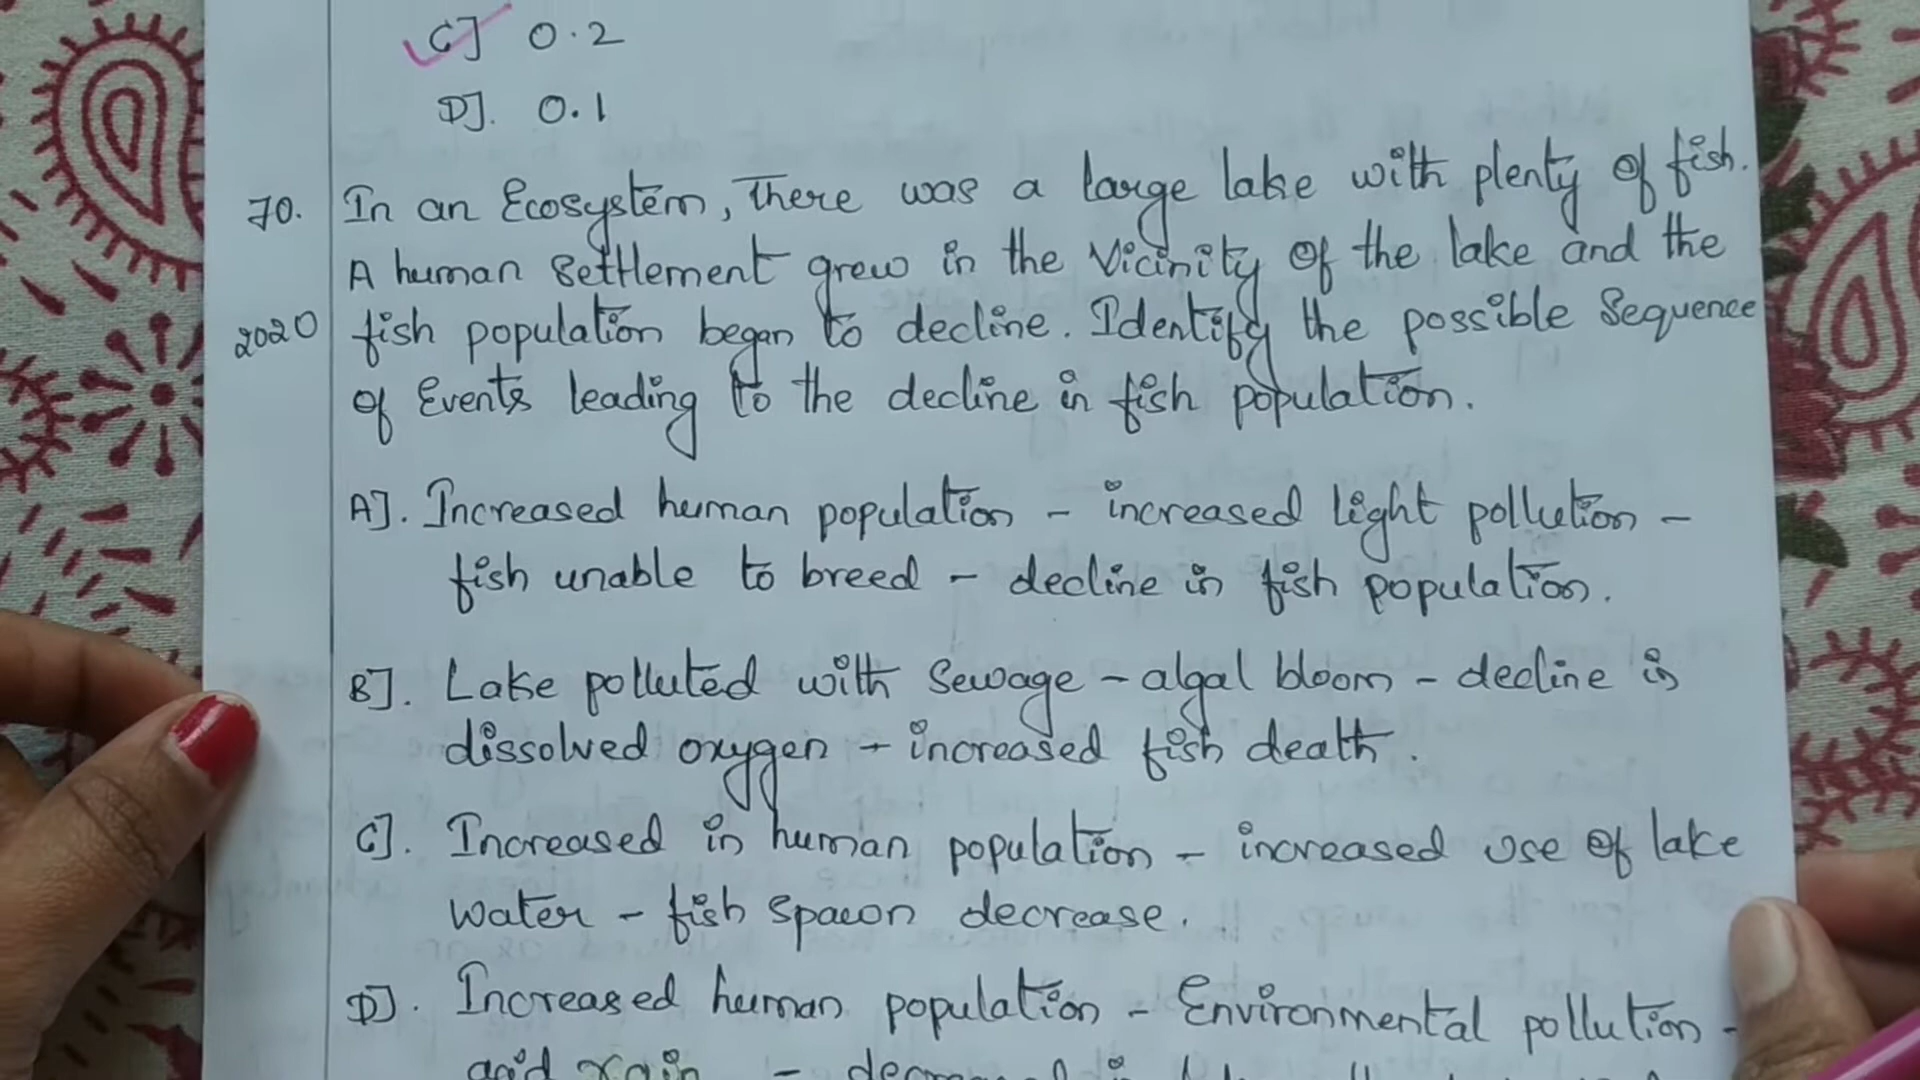 C] 0.2
D]. 0.1
70. In an Ecosystem, There was a large lake with plenty of fish.
A human Settlement grew in the Vicinity of the lake and the
2020 fish population began to decline. Identify the possible Sequence
of Events leading to the decline in fish population.
A]. Increased human population - increased light pollution -
fish unable to breed - decline in fish population.
B]. Lake polluted with Sewage - algal bloom - decline in
dissolved oxygen - increased fish death.
C]. Increased in human population - increased use of lake
water - fish spawn decrease.
D]. Increased human population - Environmental pollution -
acid rain -